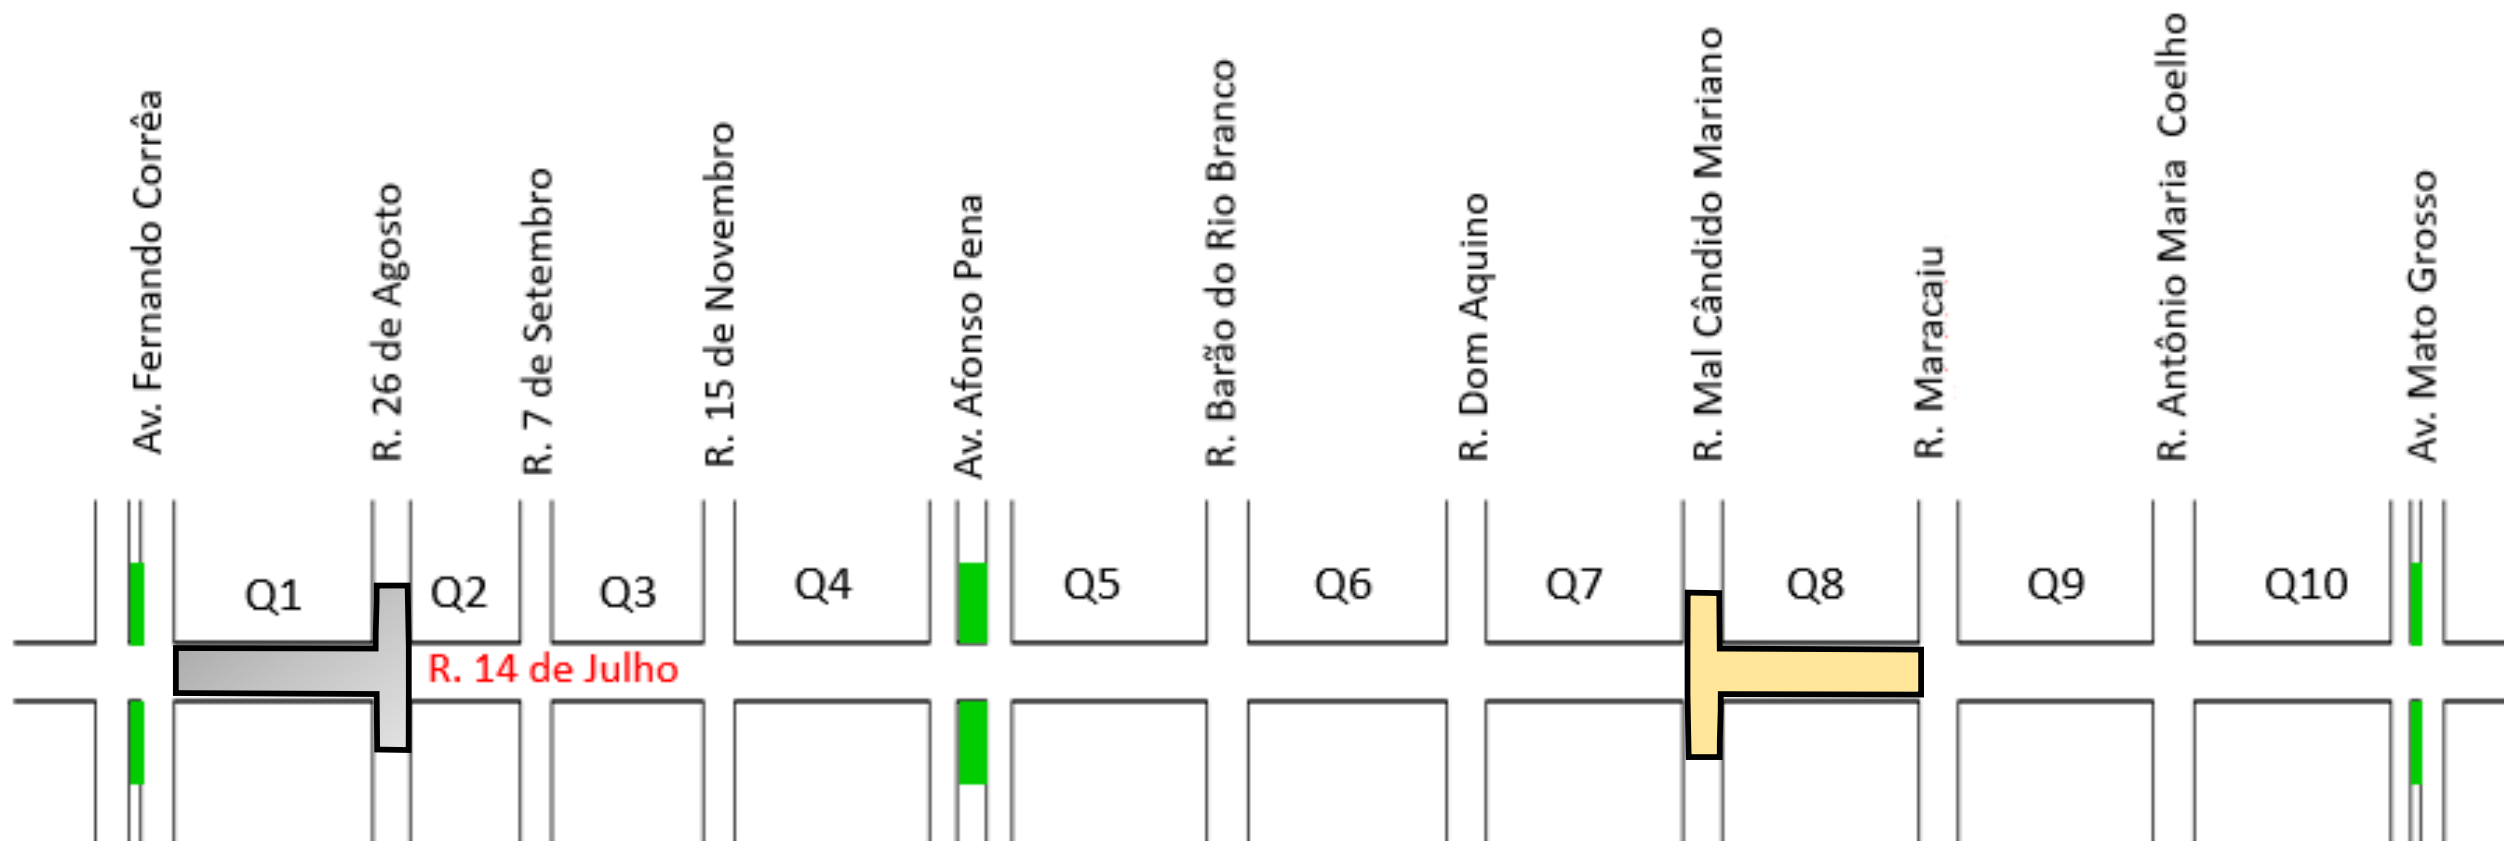 Av. Fernando Corrêa
R. 26 de Agosto
R. 7 de Setembro
R. 15 de Novembro
Av. Afonso Pena
R. Barão do Rio Branco
R. Dom Aquino
R. Mal Cândido Mariano
R. Maracaju
R. Antônio Maria Coelho
Av. Mato Grosso
Q1
Q2
Q3
Q4
Q5
Q6
Q7
Q8
Q9
Q10
R. 14 de Julho